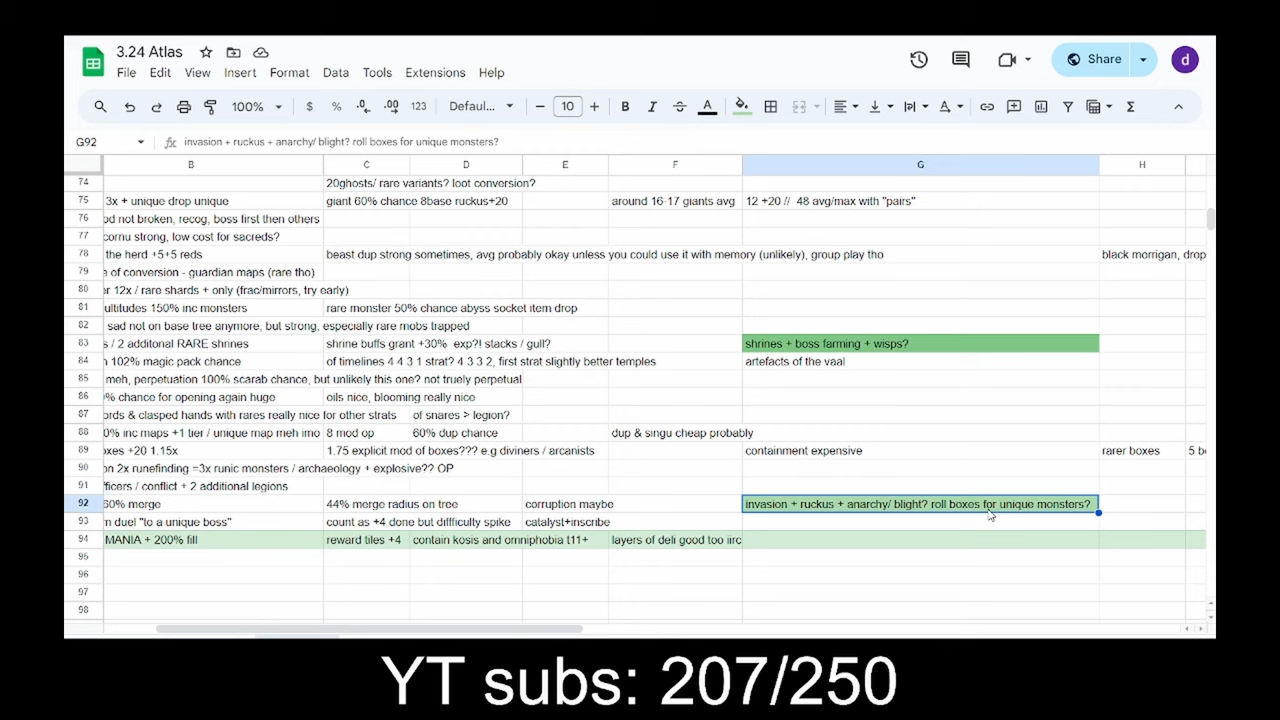 3.24 Atlas
File Edit View Insert Format Data Tools Extensions Help
Share
d
100% $ % .0 .00 123 Defaul... 10 B I A
G92 fx invasion + ruckus + anarchy/ blight? roll boxes for unique monsters?
B C D E F G H
74 20ghosts/ rare variants? loot conversion?
75 3x + unique drop unique giant 60% chance 8base ruckus+20 around 16-17 giants avg 12 +20 // 48 avg/max with "pairs"
76 od not broken, recog, boss first then others
77 cornu strong, low cost for sacreds?
78 the herd +5+5 reds beast dup strong sometimes, avg probably okay unless you could use it with memory (unlikely), group play tho black morrigan, drop
79 e of conversion - guardian maps (rare tho)
80 er 12x / rare shards + only (frac/mirrors, try early)
81 ultitudes 150% inc monsters rare monster 50% chance abyss socket item drop
82 sad not on base tree anymore, but strong, especially rare mobs trapped
83 s / 2 additonal RARE shrines shrine buffs grant +30% exp?! stacks / gull? shrines + boss farming + wisps?
84 n 102% magic pack chance of timelines 4 4 3 1 strat? 4 3 3 2, first strat slightly better temples artefacts of the vaal
85 meh, perpetuation 100% scarab chance, but unlikely this one? not truely perpetual
86 % chance for opening again huge oils nice, blooming really nice
87 ords & clasped hands with rares really nice for other strats of snares > legion?
88 0% inc maps +1 tier / unique map meh imo 8 mod op 60% dup chance dup & singu cheap probably
89 oxes +20 1.15x 1.75 explicit mod of boxes??? e.g diviners / arcanists containment expensive rarer boxes 5 b
90 on 2x runefinding =3x runic monsters / archaeology + explosive?? OP
91 fficers / conflict + 2 additional legions
92 60% merge 44% merge radius on tree corruption maybe invasion + ruckus + anarchy/ blight? roll boxes for unique monsters?
93 n duel "to a unique boss" count as +4 done but diffficulty spike catalyst+inscribe
94 MANIA + 200% fill reward tiles +4 contain kosis and omniphobia t11+ layers of deli good too iirc
95
96
97
98
YT subs: 207/250